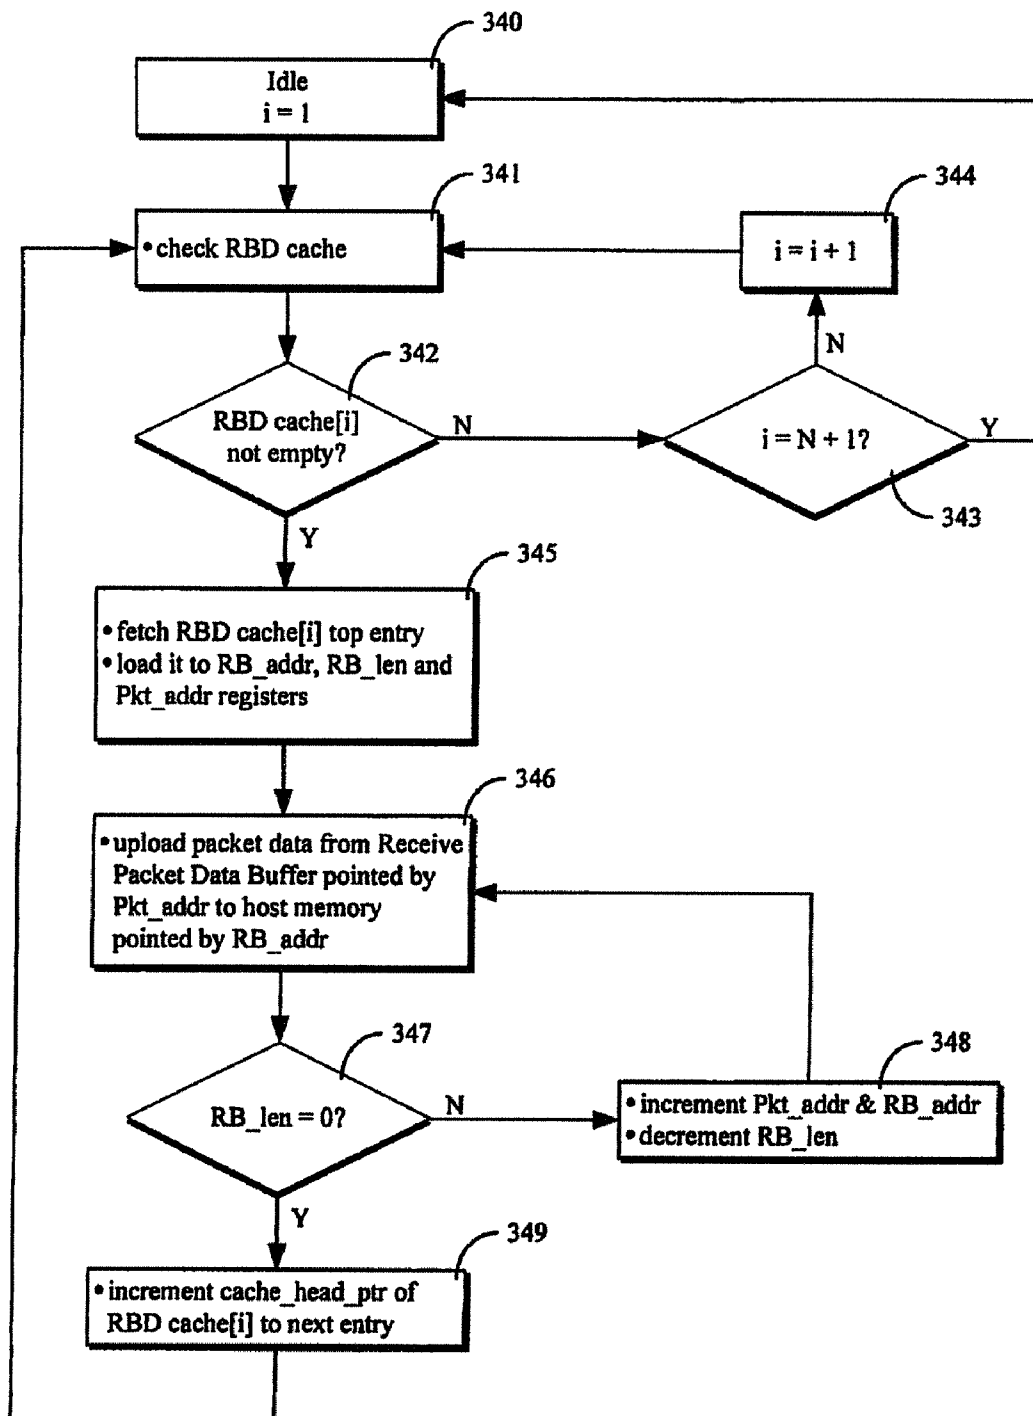 340
Idle
i = 1
341
• check RBD cache
344
i = i + 1
342
RBD cache[i]
not empty?
N
N
i = N + 1?
Y
343
Y
345
• fetch RBD cache[i] top entry
• load it to RB_addr, RB_len and
Pkt_addr registers
346
• upload packet data from Receive
Packet Data Buffer pointed by
Pkt_addr to host memory
pointed by RB_addr
347
RB_len = 0?
N
348
• increment Pkt_addr & RB_addr
• decrement RB_len
Y
349
• increment cache_head_ptr of
RBD cache[i] to next entry